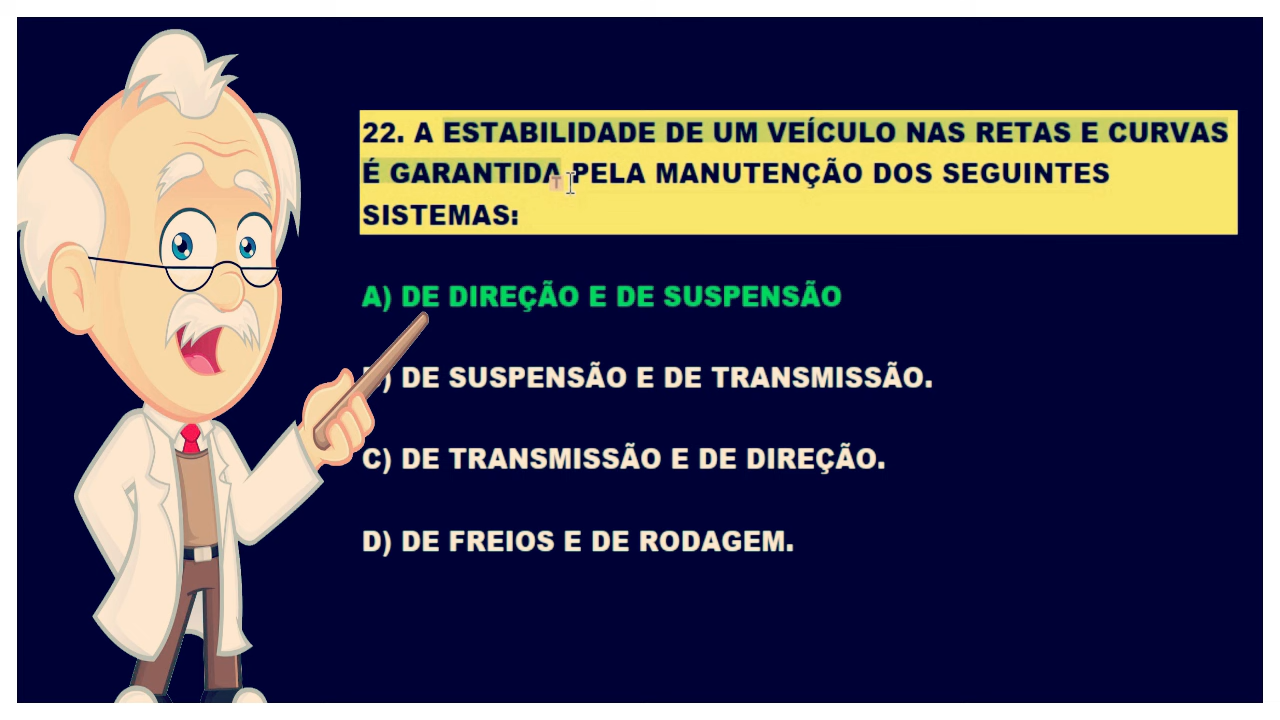 22. A ESTABILIDADE DE UM VEÍCULO NAS RETAS E CURVAS
É GARANTIDA PELA MANUTENÇÃO DOS SEGUINTES
SISTEMAS:
A) DE DIREÇÃO E DE SUSPENSÃO
B) DE SUSPENSÃO E DE TRANSMISSÃO.
C) DE TRANSMISSÃO E DE DIREÇÃO.
D) DE FREIOS E DE RODAGEM.